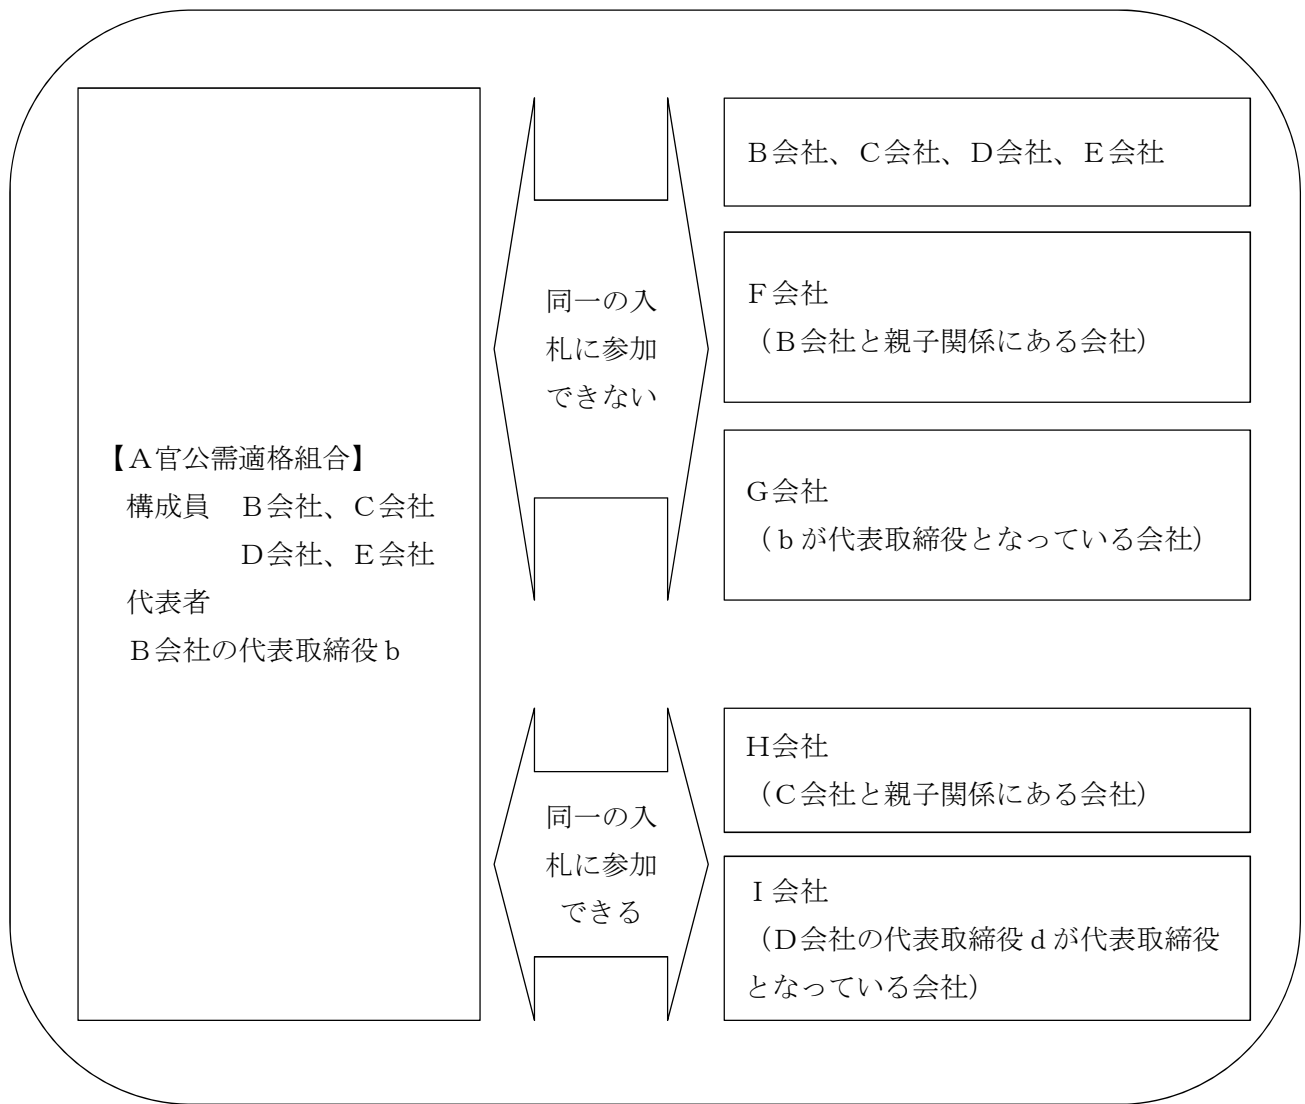 【Ａ官公需適格組合】
構成員　Ｂ会社、Ｃ会社
Ｄ会社、Ｅ会社
代表者
Ｂ会社の代表取締役ｂ
同一の入
札に参加
できない
Ｂ会社、Ｃ会社、Ｄ会社、Ｅ会社
Ｆ会社
（Ｂ会社と親子関係にある会社）
Ｇ会社
（ｂが代表取締役となっている会社）
同一の入
札に参加
できる
Ｈ会社
（Ｃ会社と親子関係にある会社）
Ｉ会社
（Ｄ会社の代表取締役ｄが代表取締役
となっている会社）